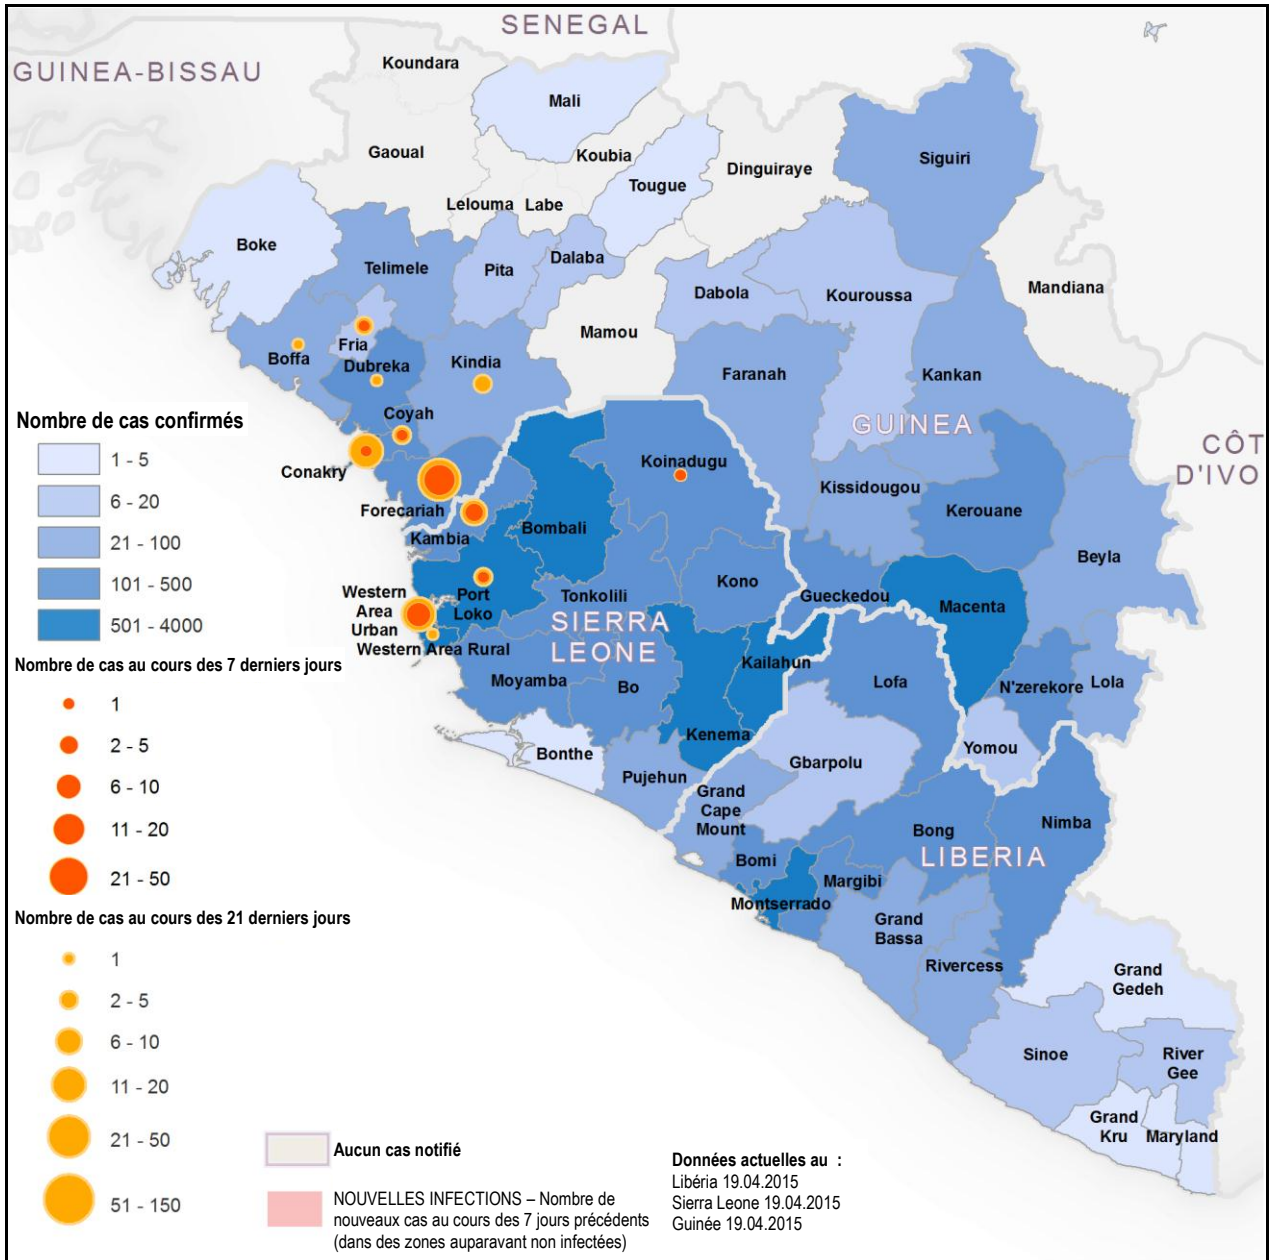 SENEGAL
GUINEA-BISSAU
Koundara
Mali
Gaoual
Koubia
Siguiri
Dinguiraye
Tougue
Lelouma
Labe
Boke
Dalaba
Telimele
Pita
Mandiana
Dabola
Kouroussa
Mamou
Fria
Boffa
Dubreka
Kindia
Faranah
Kankan
Coyah
GUINEA
CÔT
D'IVO
Conakry
Koinadugu
Kissidougou
Forecariah
Kerouane
Bombali
Kambia
Beyla
Kono
Western
Area
Urban
Port
Loko
Tonkolili
Gueckedou
Macenta
SIERRA
LEONE
Western Area Rural
Kailahun
Moyamba
Bo
Lofa
N'zerekore
Lola
Kenema
Bonthe
Yomou
Pujehun
Gbarpolu
Grand
Cape
Mount
Bong
Nimba
LIBERIA
Bomi
Margibi
Montserrado
Grand
Bassa
Rivercess
Grand
Gedeh
Sinoe
River
Gee
Grand
Kru
Maryland
Nombre de cas confirmés
1 - 5
6 - 20
21 - 100
101 - 500
501 - 4000
Nombre de cas au cours des 7 derniers jours
1
2 - 5
6 - 10
11 - 20
21 - 50
Nombre de cas au cours des 21 derniers jours
1
2 - 5
6 - 10
11 - 20
21 - 50
51 - 150
Aucun cas notifié
NOUVELLES INFECTIONS – Nombre de
nouveaux cas au cours des 7 jours précédents
(dans des zones auparavant non infectées)
Données actuelles au :
Libéria 19.04.2015
Sierra Leone 19.04.2015
Guinée 19.04.2015